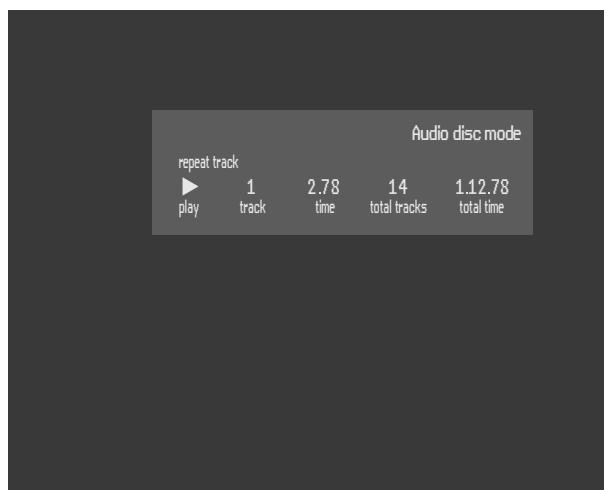 Audio disc mode
repeat track
1 2.78 14 1.12.78
play track time total tracks total time